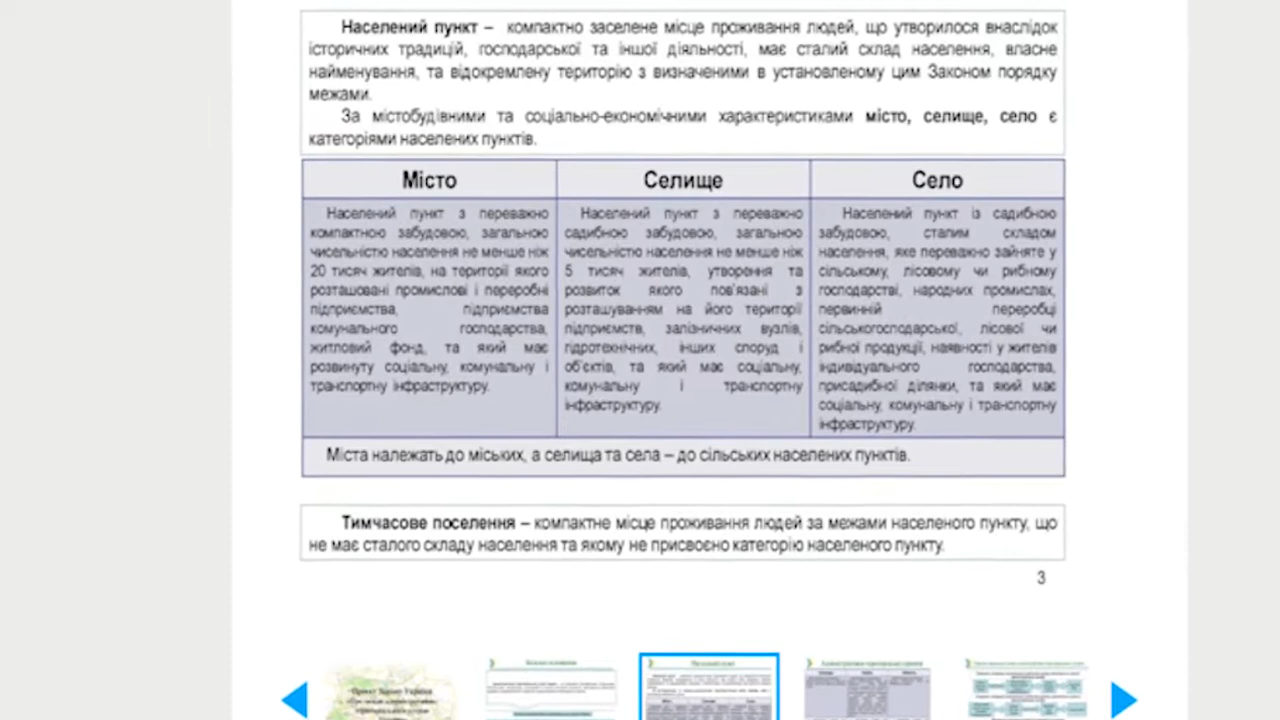 Населений пункт – компактно заселене місце проживання людей, що утворилося внаслідок
історичних традицій, господарської та іншої діяльності, має сталий склад населення, власне
найменування, та відокремлену територію з визначеними в установленому цим Законом порядку
межами.
За містобудівними та соціально-економічними характеристиками місто, селище, село є
категоріями населених пунктів.
Місто
Населений пункт з переважно
компактною забудовою, загальною
чисельністю населення не менше ніж
20 тисяч жителів, на території якого
розташовані промислові і переробні
підприємства, підприємства
комунального господарства,
житловий фонд, та який має
розвинуту соціальну, комунальну і
транспортну інфраструктуру.
Селище
Населений пункт з переважно
садибною забудовою, загальною
чисельністю населення не менше ніж
5 тисяч жителів, утворення та
розвиток якого пов'язані з
розташуванням на його території
підприємств, залізничних вузлів,
гідротехнічних, інших споруд і
об'єктів, та який має соціальну,
комунальну і транспортну
інфраструктуру.
Село
Населений пункт із садибною
забудовою, сталим складом
населення, яке переважно зайняте у
сільському, лісовому чи рибному
господарстві, народних промислах,
первинній переробці
сільськогосподарської, лісової чи
рибної продукції, наявності у жителів
індивідуального господарства,
присадибної ділянки, та який має
соціальну, комунальну і транспортну
інфраструктуру.
Міста належать до міських, а селища та села – до сільських населених пунктів.
Тимчасове поселення – компактне місце проживання людей за межами населеного пункту, що
не має сталого складу населення та якому не присвоєно категорію населеного пункту.
3
Проект Закону України